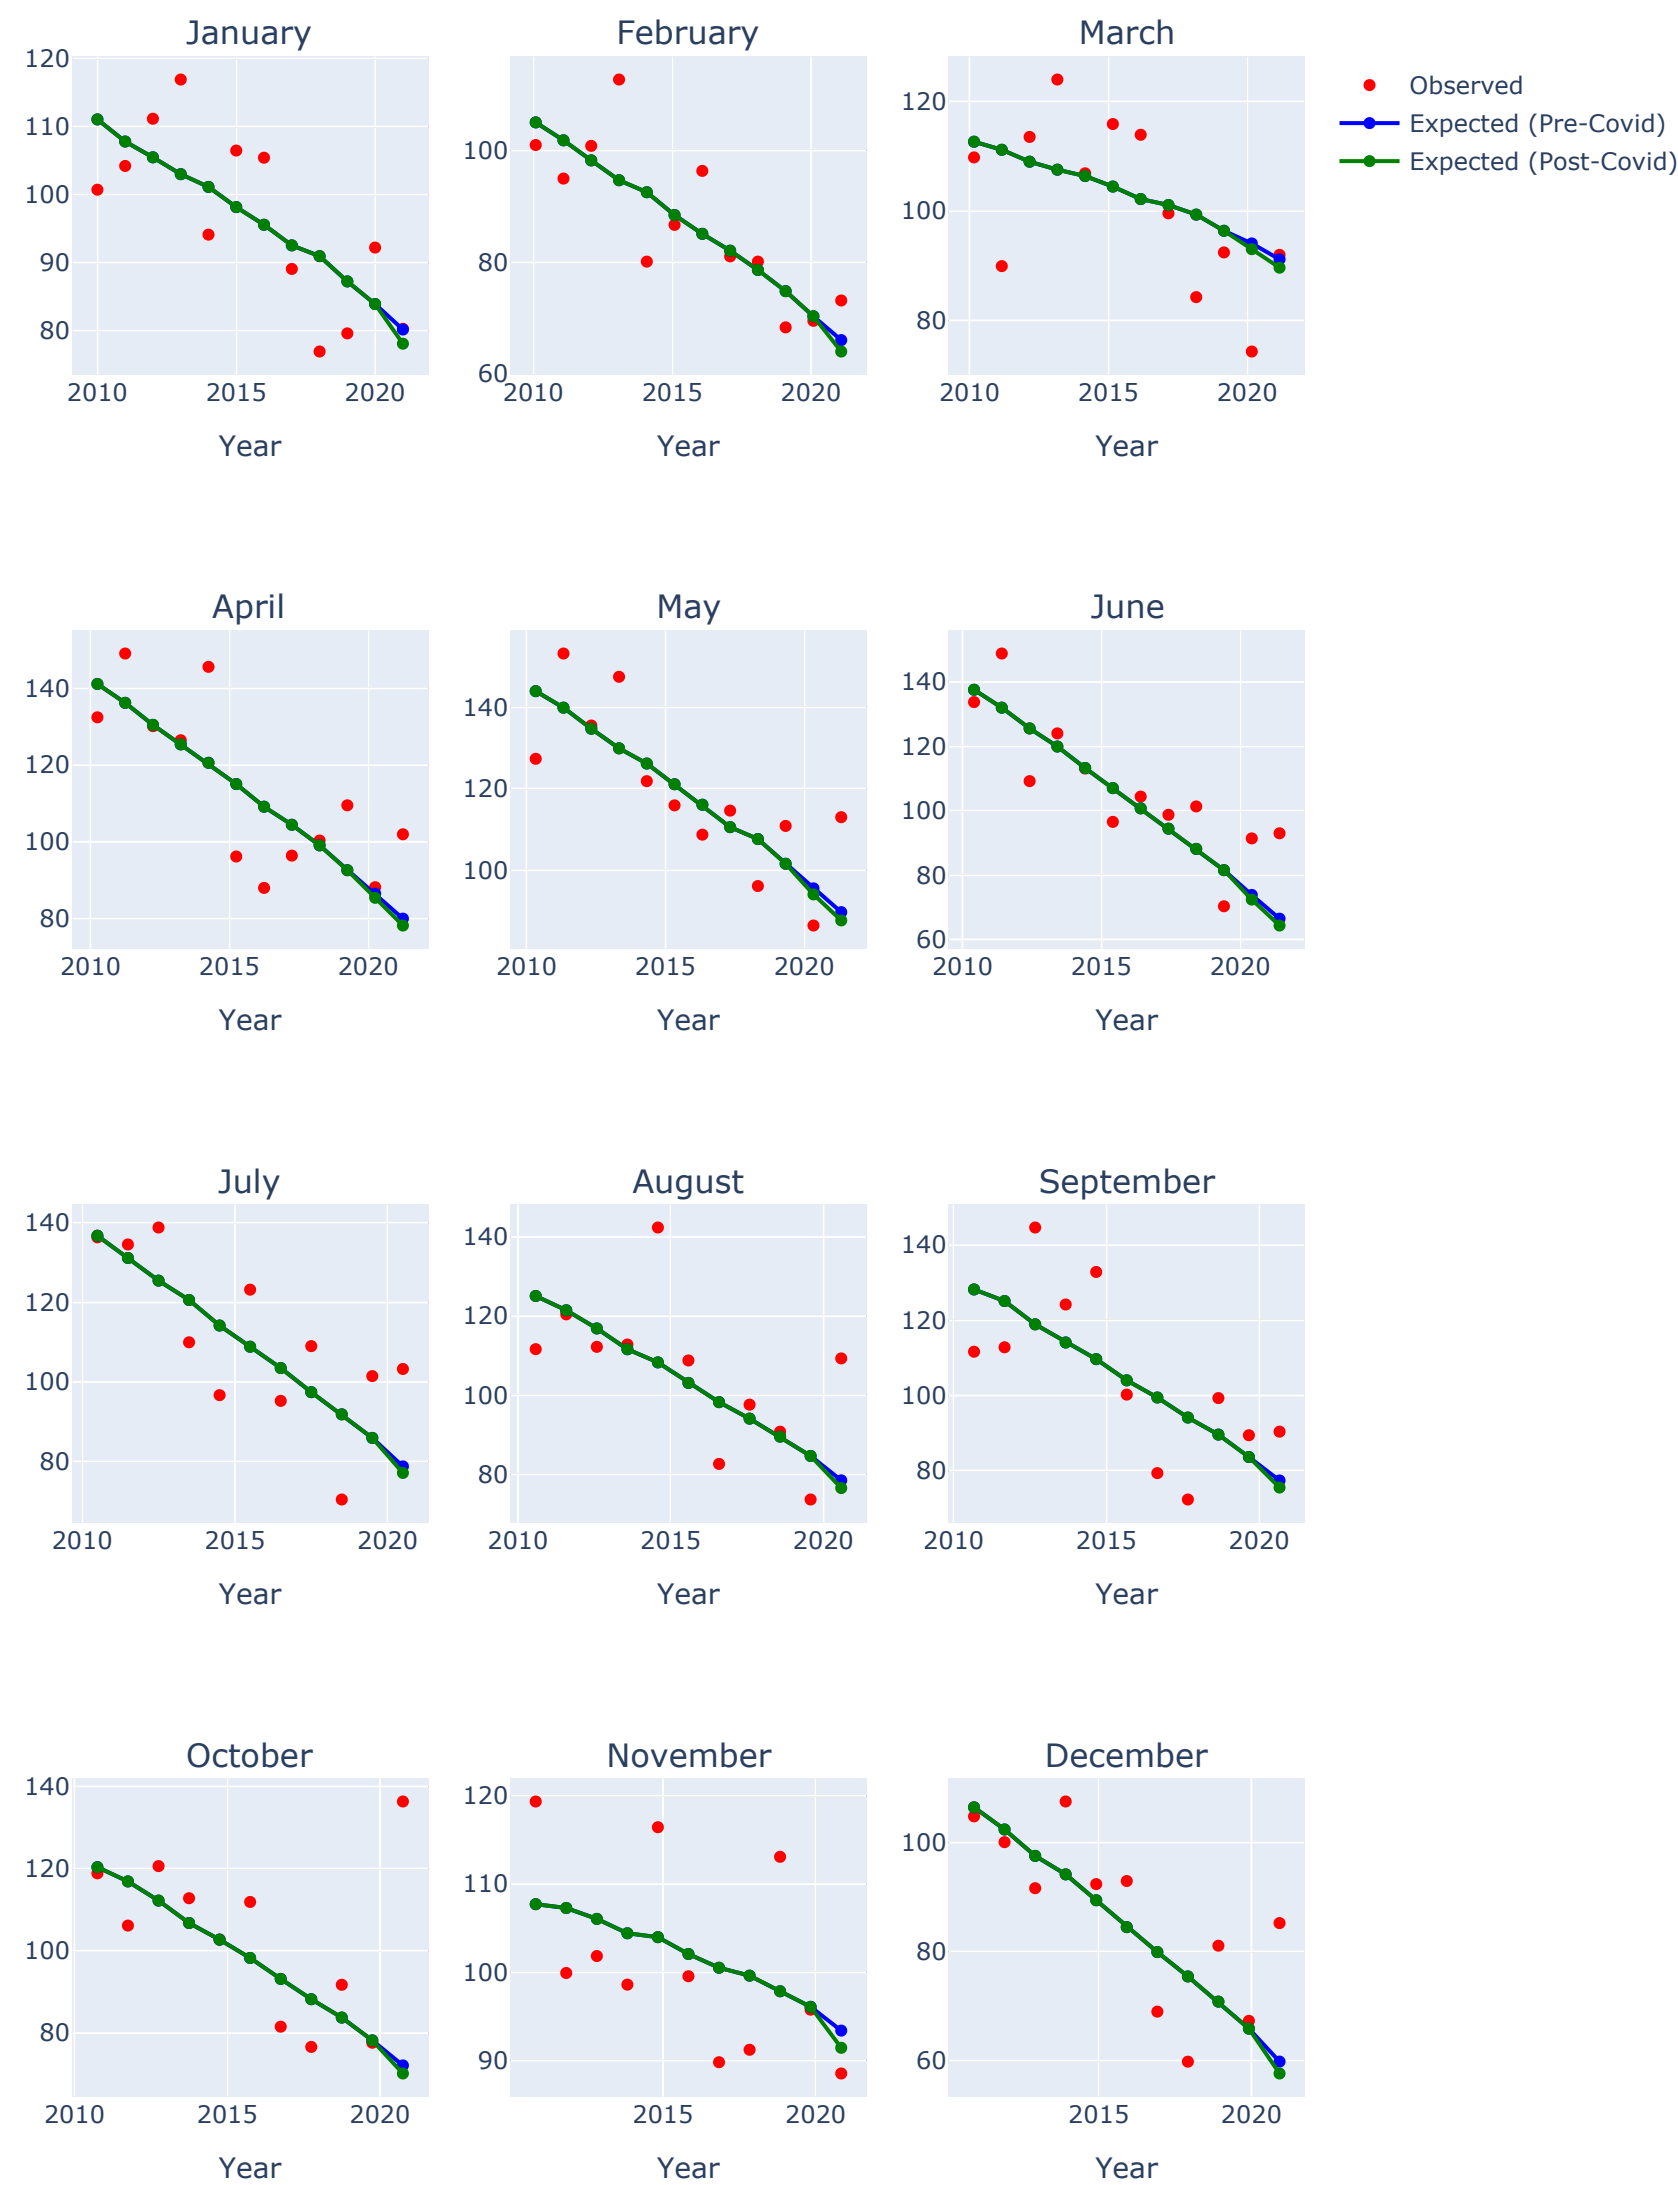 January
February
March
120
110
100
90
80
2010
2015
2020
Year
100
80
60
2010
2015
2020
Year
120
100
80
2010
2015
2020
Year
Observed
Expected (Pre-Covid)
Expected (Post-Covid)
April
May
June
140
120
100
80
2010
2015
2020
Year
140
120
100
2010
2015
2020
Year
140
120
100
80
60
2010
2015
2020
Year
July
August
September
140
120
100
80
2010
2015
2020
Year
140
120
100
80
2010
2015
2020
Year
140
120
100
80
2010
2015
2020
Year
October
November
December
140
120
100
80
2010
2015
2020
Year
120
110
100
90
2015
2020
Year
100
80
60
2015
2020
Year